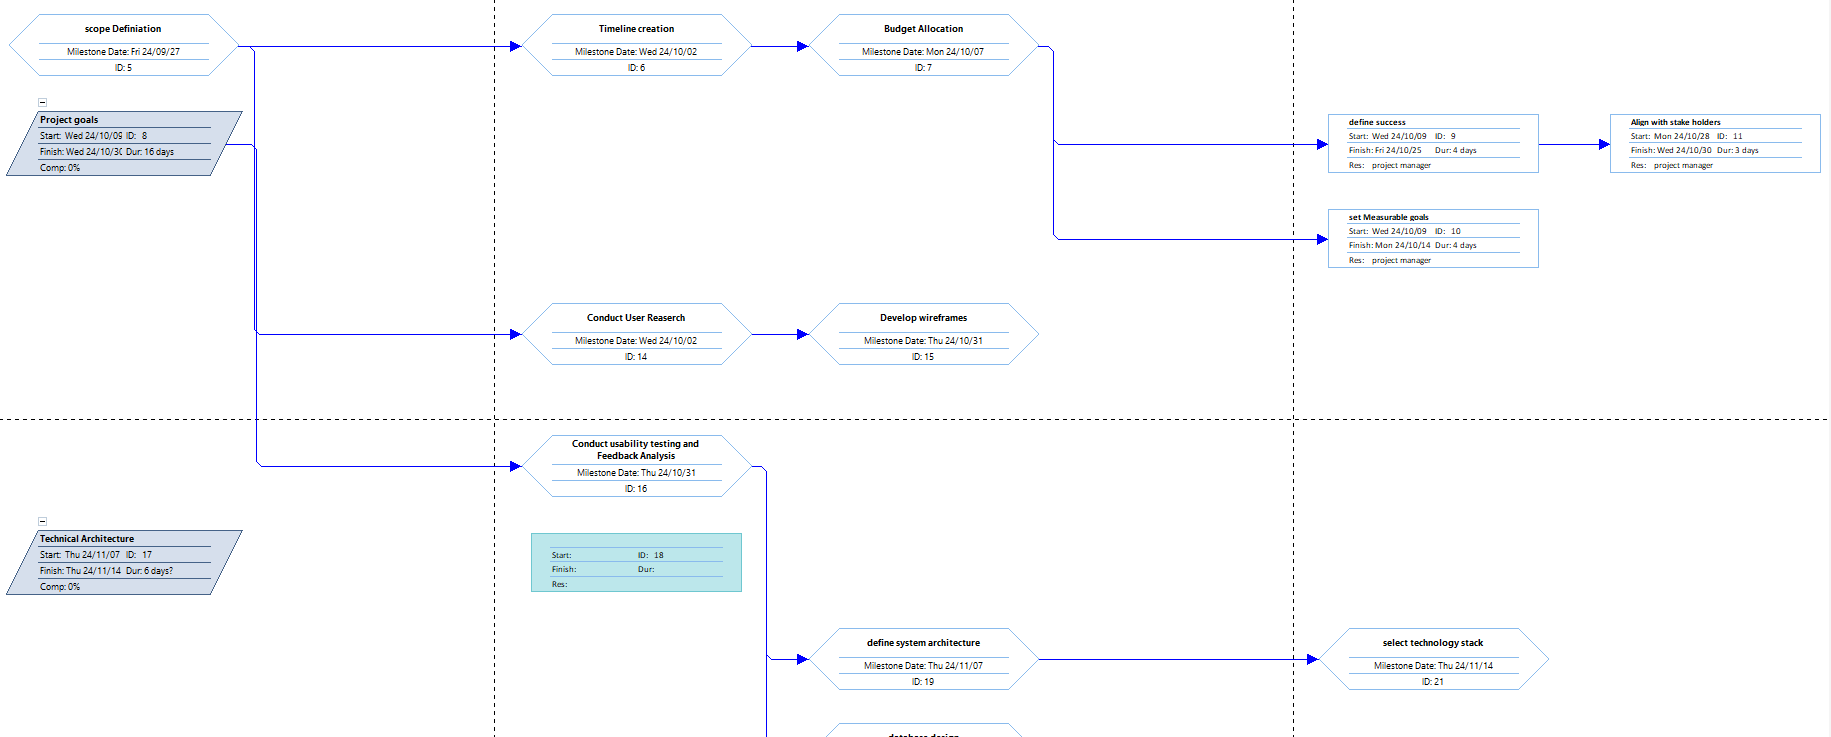 scope Definiation
Milestone Date: Fri 24/09/27
ID: 5
Timeline creation
Milestone Date: Wed 24/10/02
ID: 6
Budget Allocation
Milestone Date: Mon 24/10/07
ID: 7
Project goals
Start: Wed 24/10/09 ID: 8
Finish: Wed 24/10/30 Dur: 16 days
Comp: 0%
define success
Start: Wed 24/10/09 ID: 9
Finish: Fri 24/10/25 Dur: 4 days
Res: project manager
Align with stake holders
Start: Mon 24/10/28 ID: 11
Finish: Wed 24/10/30 Dur: 3 days
Res: project manager
set Measurable goals
Start: Wed 24/10/09 ID: 10
Finish: Mon 24/10/14 Dur: 4 days
Res: project manager
Conduct User Reaserch
Milestone Date: Wed 24/10/02
ID: 14
Develop wireframes
Milestone Date: Thu 24/10/31
ID: 15
Conduct usability testing and
Feedback Analysis
Milestone Date: Thu 24/10/31
ID: 16
Technical Architecture
Start: Thu 24/11/07 ID: 17
Finish: Thu 24/11/14 Dur: 6 days?
Comp: 0%
Start: ID: 18
Finish: Dur:
Res:
define system architecture
Milestone Date: Thu 24/11/07
ID: 19
select technology stack
Milestone Date: Thu 24/11/14
ID: 21
database design